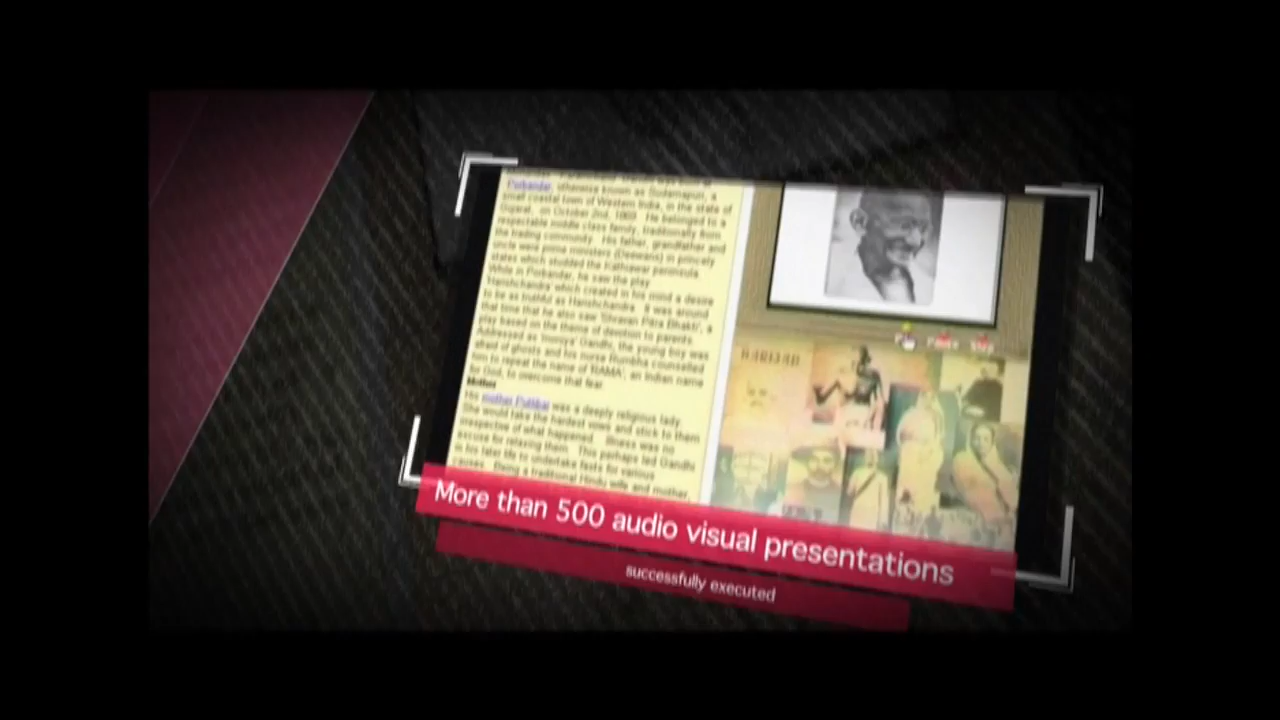 Porbandar, otherwise known as Sudamapuri, a
small coastal town of Western India, in the state of
Gujarat, on October 2nd, 1869. He belonged to a
respectable middle class family, traditionally from
the trading community. His father, grandfather and
uncle were prime ministers (Deewans) in princely
states which studded the Kathiawar peninsula.
While in Porbandar, he saw the play
'Harishchandra' which created in his mind a desire
to be as truthful as Harishchandra. It was around
that time that he also saw 'Shravan Pitra Bhakti', a
play based on the theme of devotion to parents.
Addressed as 'moniya' Gandhi, the young boy was
afraid of ghosts and his nurse Rumbha counselled
him to repeat the name of 'RAMA', an Indian name
for God, to overcome that fear.
Mother
His mother Putlibai was a deeply religious lady.
She would take the hardest vows and stick to them
irrespective of what happened. Illness was no
excuse for relaxing them. This perhaps led Gandhi
in his later life to undertake fasts for various
causes. Being a traditional Hindu wife and mother,
HARIJAN
More than 500 audio visual presentations
successfully executed